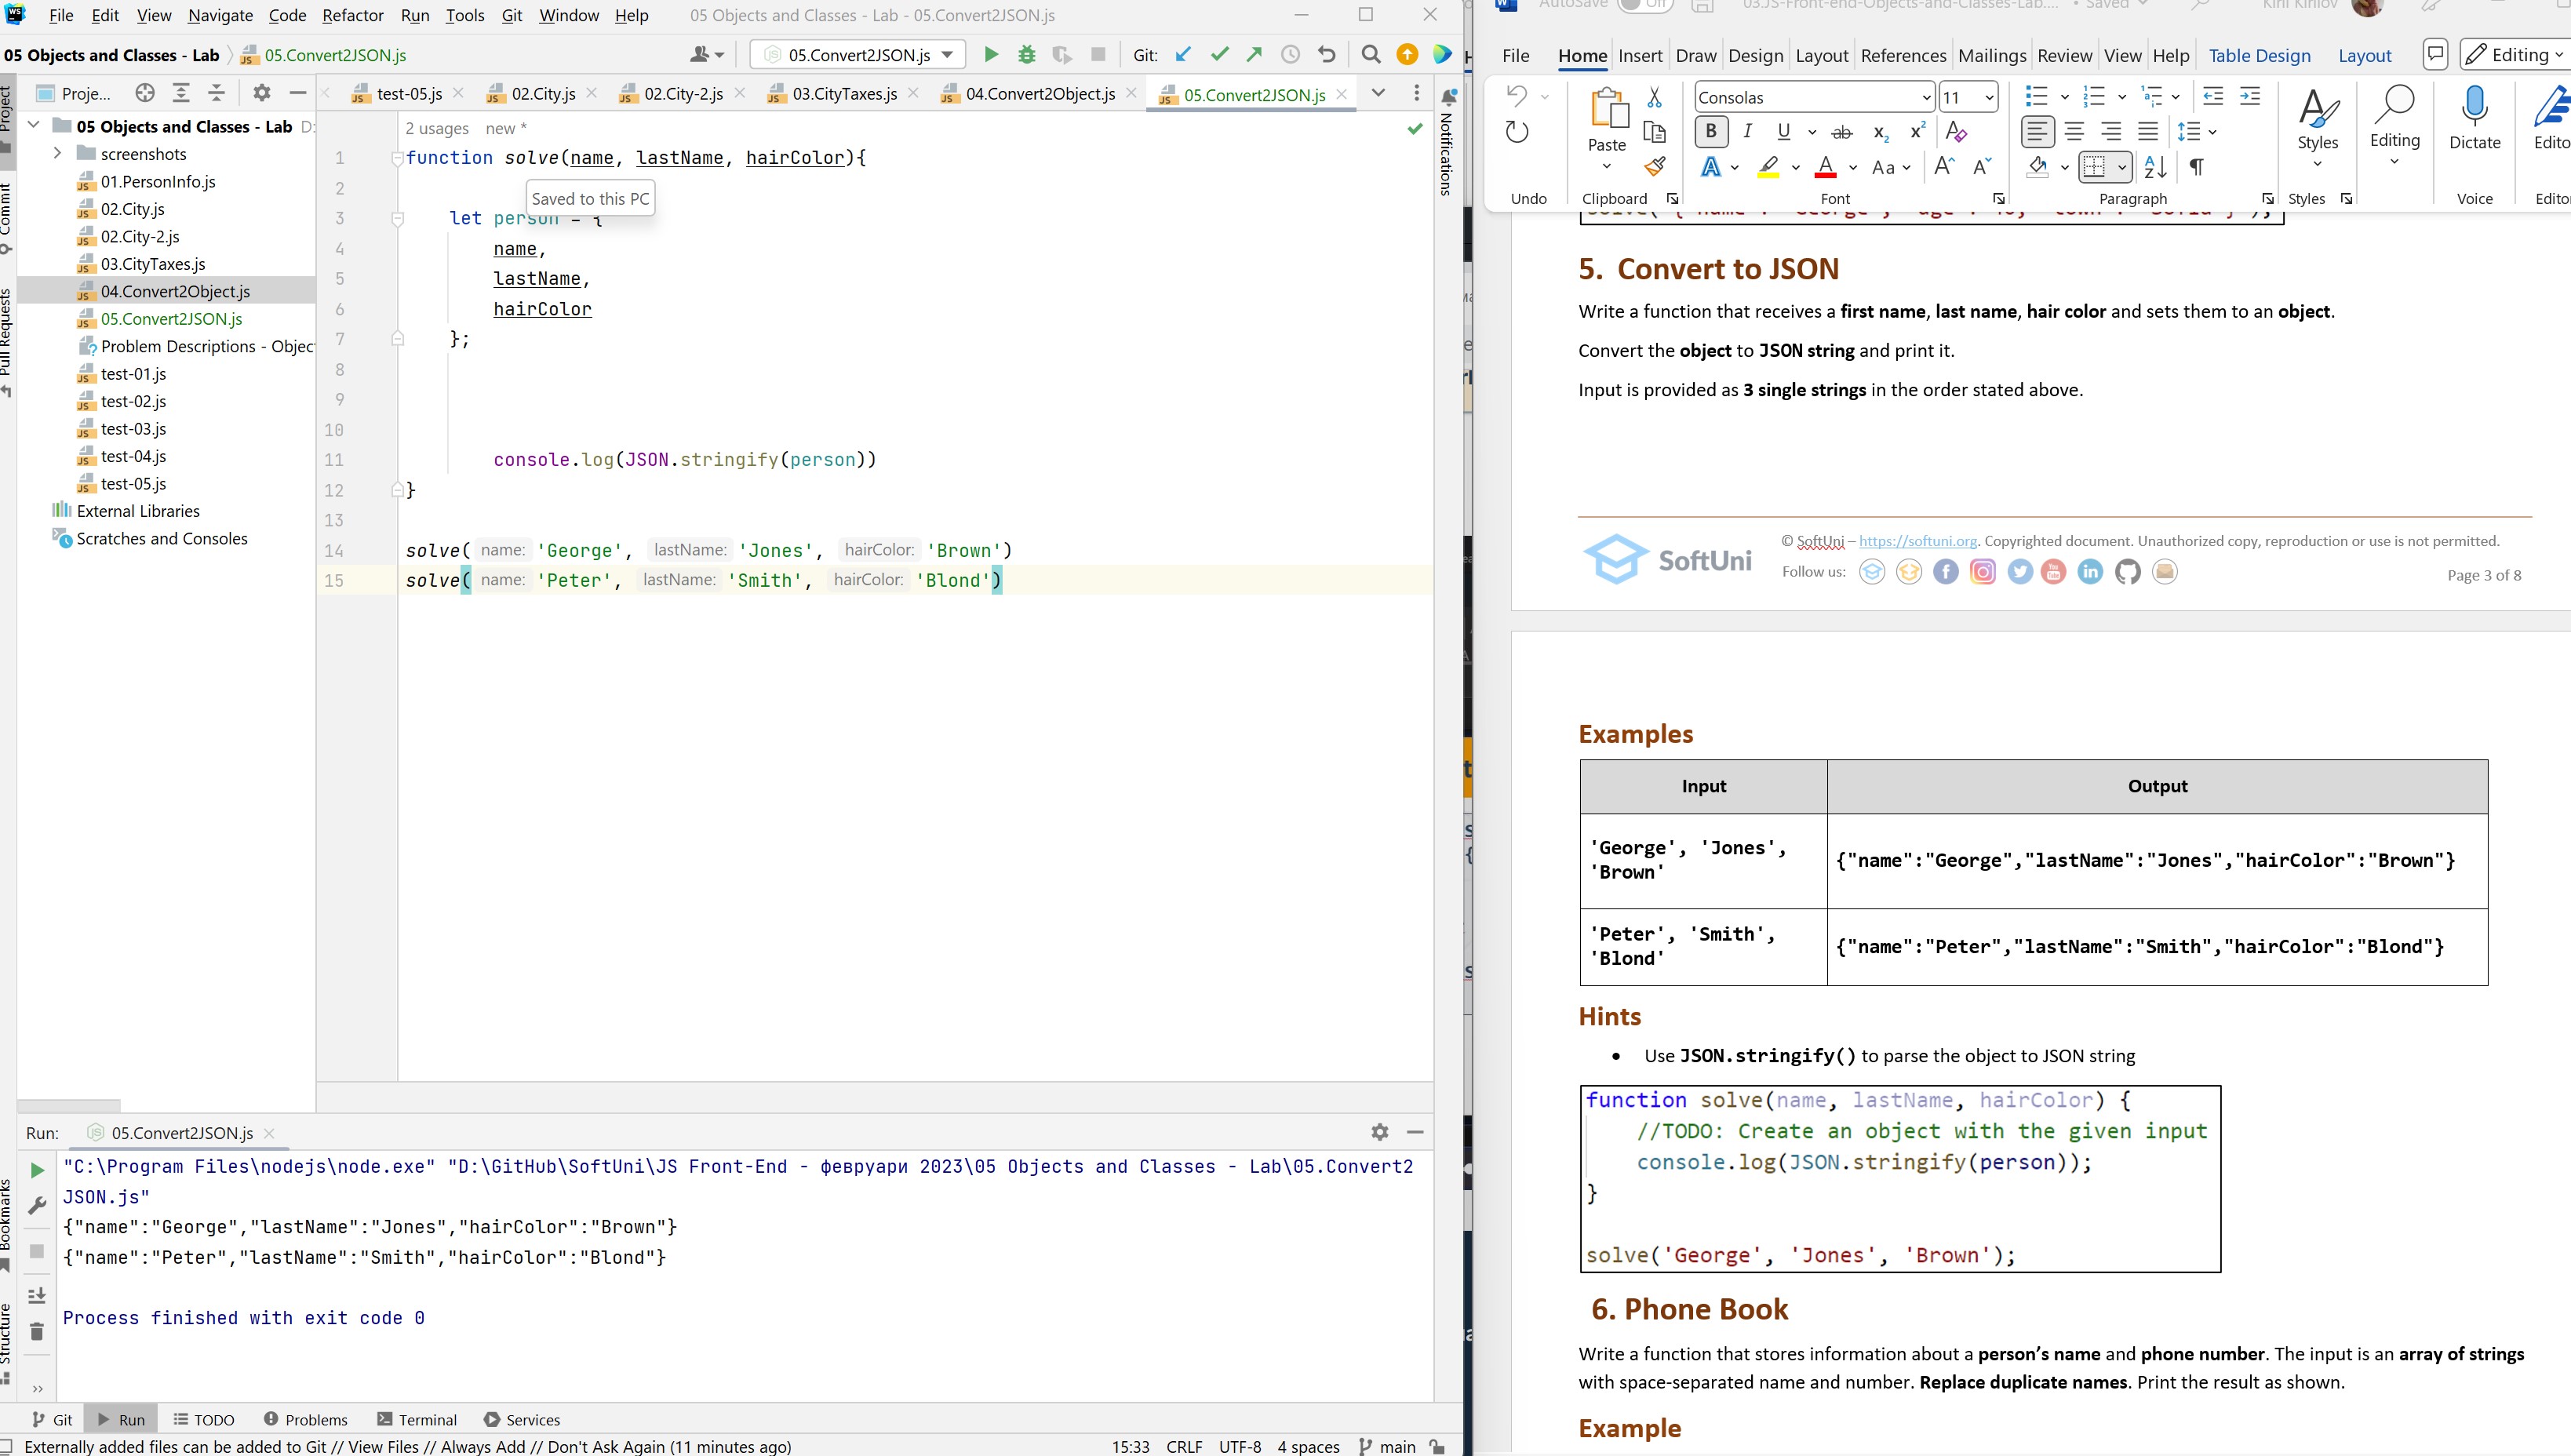 File Edit View Navigate Code Refactor Run Tools Git Window Help 05 Objects and Classes - Lab - 05.Convert2JSON.js
05 Objects and Classes - Lab 05.Convert2JSON.js 05.Convert2JSON.js Git:
Proje...
test-05.js 02.City.js 02.City-2.js 03.CityTaxes.js 04.Convert2Object.js 05.Convert2JSON.js
Project
Commit
Pull Requests
Bookmarks
Structure
Notifications
05 Objects and Classes - Lab D:
screenshots
01.PersonInfo.js
02.City.js
02.City-2.js
03.CityTaxes.js
04.Convert2Object.js
05.Convert2JSON.js
Problem Descriptions - Objec
test-01.js
test-02.js
test-03.js
test-04.js
test-05.js
External Libraries
Scratches and Consoles
2 usages new *
1 function solve(name, lastName, hairColor){
2
Saved to this PC
3 let person = {
4 name,
5 lastName,
6 hairColor
7 };
8
9
10
11 console.log(JSON.stringify(person))
12 }
13
14 solve( name: 'George', lastName: 'Jones', hairColor: 'Brown')
15 solve( name: 'Peter', lastName: 'Smith', hairColor: 'Blond')
Run: 05.Convert2JSON.js
"C:\Program Files\nodejs\node.exe" "D:\GitHub\SoftUni\JS Front-End - февруари 2023\05 Objects and Classes - Lab\05.Convert2
JSON.js"
{"name":"George","lastName":"Jones","hairColor":"Brown"}
{"name":"Peter","lastName":"Smith","hairColor":"Blond"}
Process finished with exit code 0
Git Run TODO Problems Terminal Services
Externally added files can be added to Git // View Files // Always Add // Don't Ask Again (11 minutes ago) 15:33 CRLF UTF-8 4 spaces main
AutoSave Off 03.JS-Front-end-Objects-and-Classes-Lab.... • Saved Kiril Kirilov
File Home Insert Draw Design Layout References Mailings Review View Help Table Design Layout Editing
Consolas 11
Paste
Styles
Editing
Dictate
Edito
Undo Clipboard Font Paragraph Styles Voice Edito
5. Convert to JSON
Write a function that receives a first name, last name, hair color and sets them to an object.
Convert the object to JSON string and print it.
Input is provided as 3 single strings in the order stated above.
SoftUni
© SoftUni – https://softuni.org. Copyrighted document. Unauthorized copy, reproduction or use is not permitted.
Follow us:
Page 3 of 8
Examples
Input Output
'George', 'Jones',
'Brown'
{"name":"George","lastName":"Jones","hairColor":"Brown"}
'Peter', 'Smith',
'Blond'
{"name":"Peter","lastName":"Smith","hairColor":"Blond"}
Hints
• Use JSON.stringify() to parse the object to JSON string
function solve(name, lastName, hairColor) {
//TODO: Create an object with the given input
console.log(JSON.stringify(person));
}
solve('George', 'Jones', 'Brown');
6. Phone Book
Write a function that stores information about a person’s name and phone number. The input is an array of strings
with space-separated name and number. Replace duplicate names. Print the result as shown.
Example